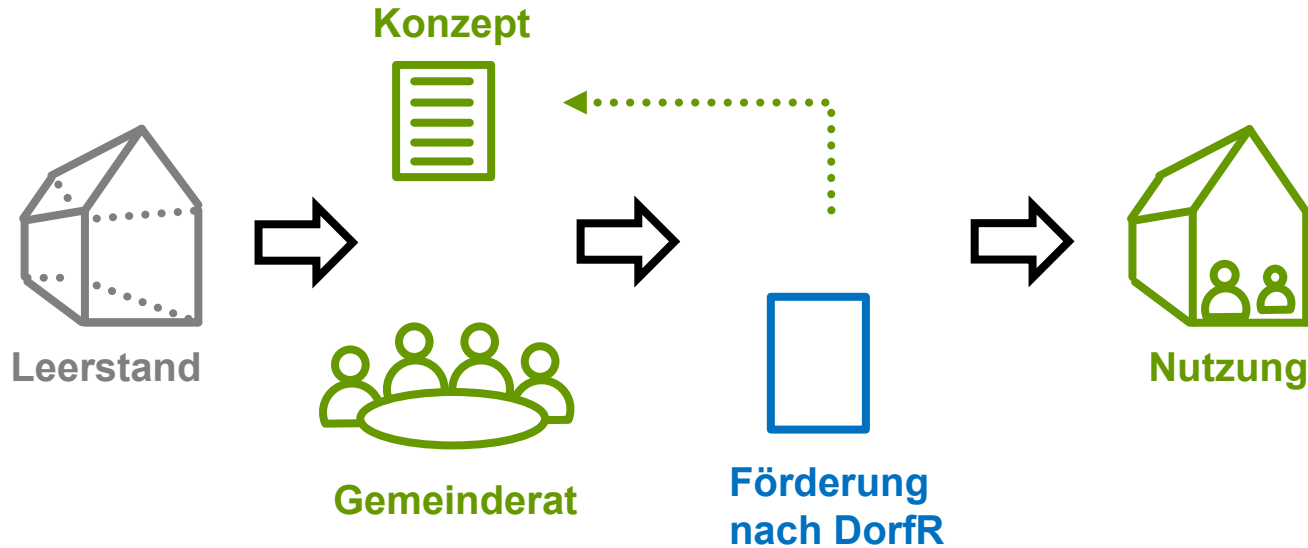 Konzept
Leerstand
Gemeinderat
Förderung
nach DorfR
Nutzung